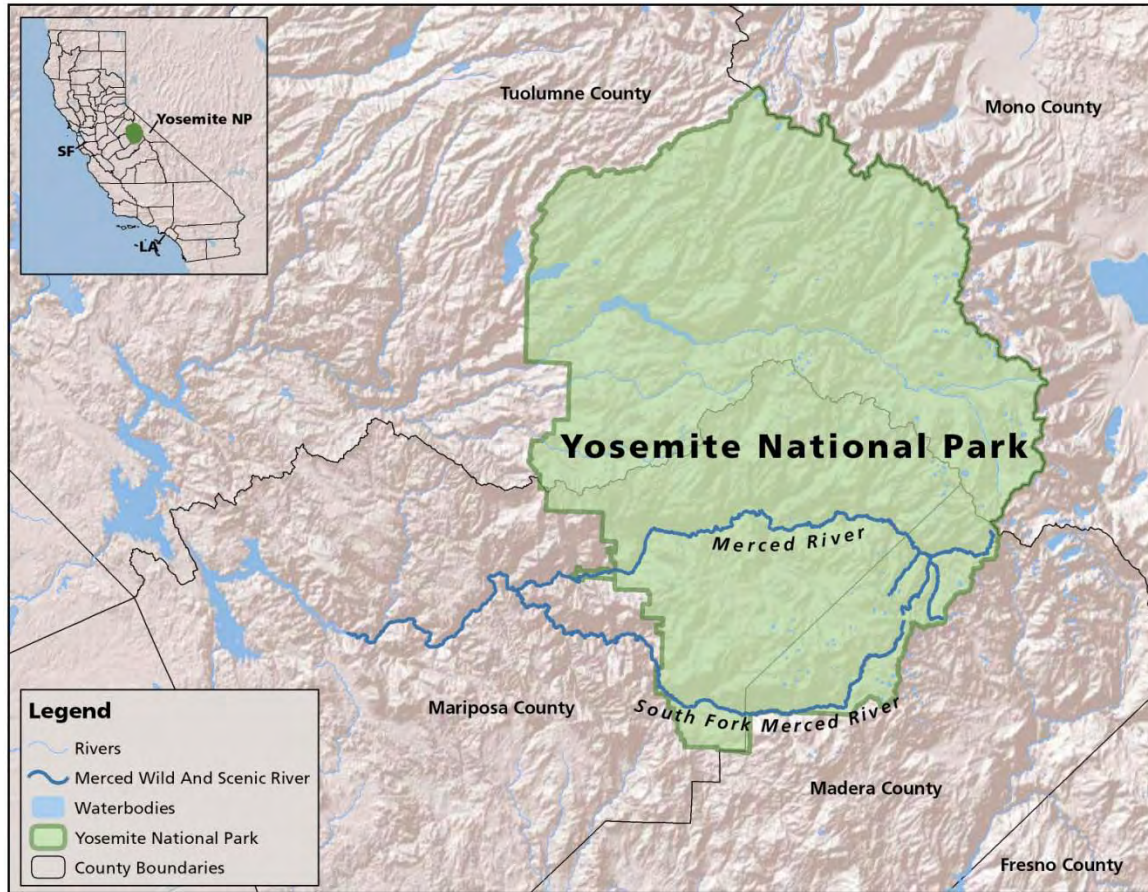 Yosemite NP
SF
LA
Tuolumne County
Mono County
Yosemite National Park
Merced River
Mariposa County
South Fork Merced River
Madera County
Fresno County
Legend
Rivers
Merced Wild And Scenic River
Waterbodies
Yosemite National Park
County Boundaries